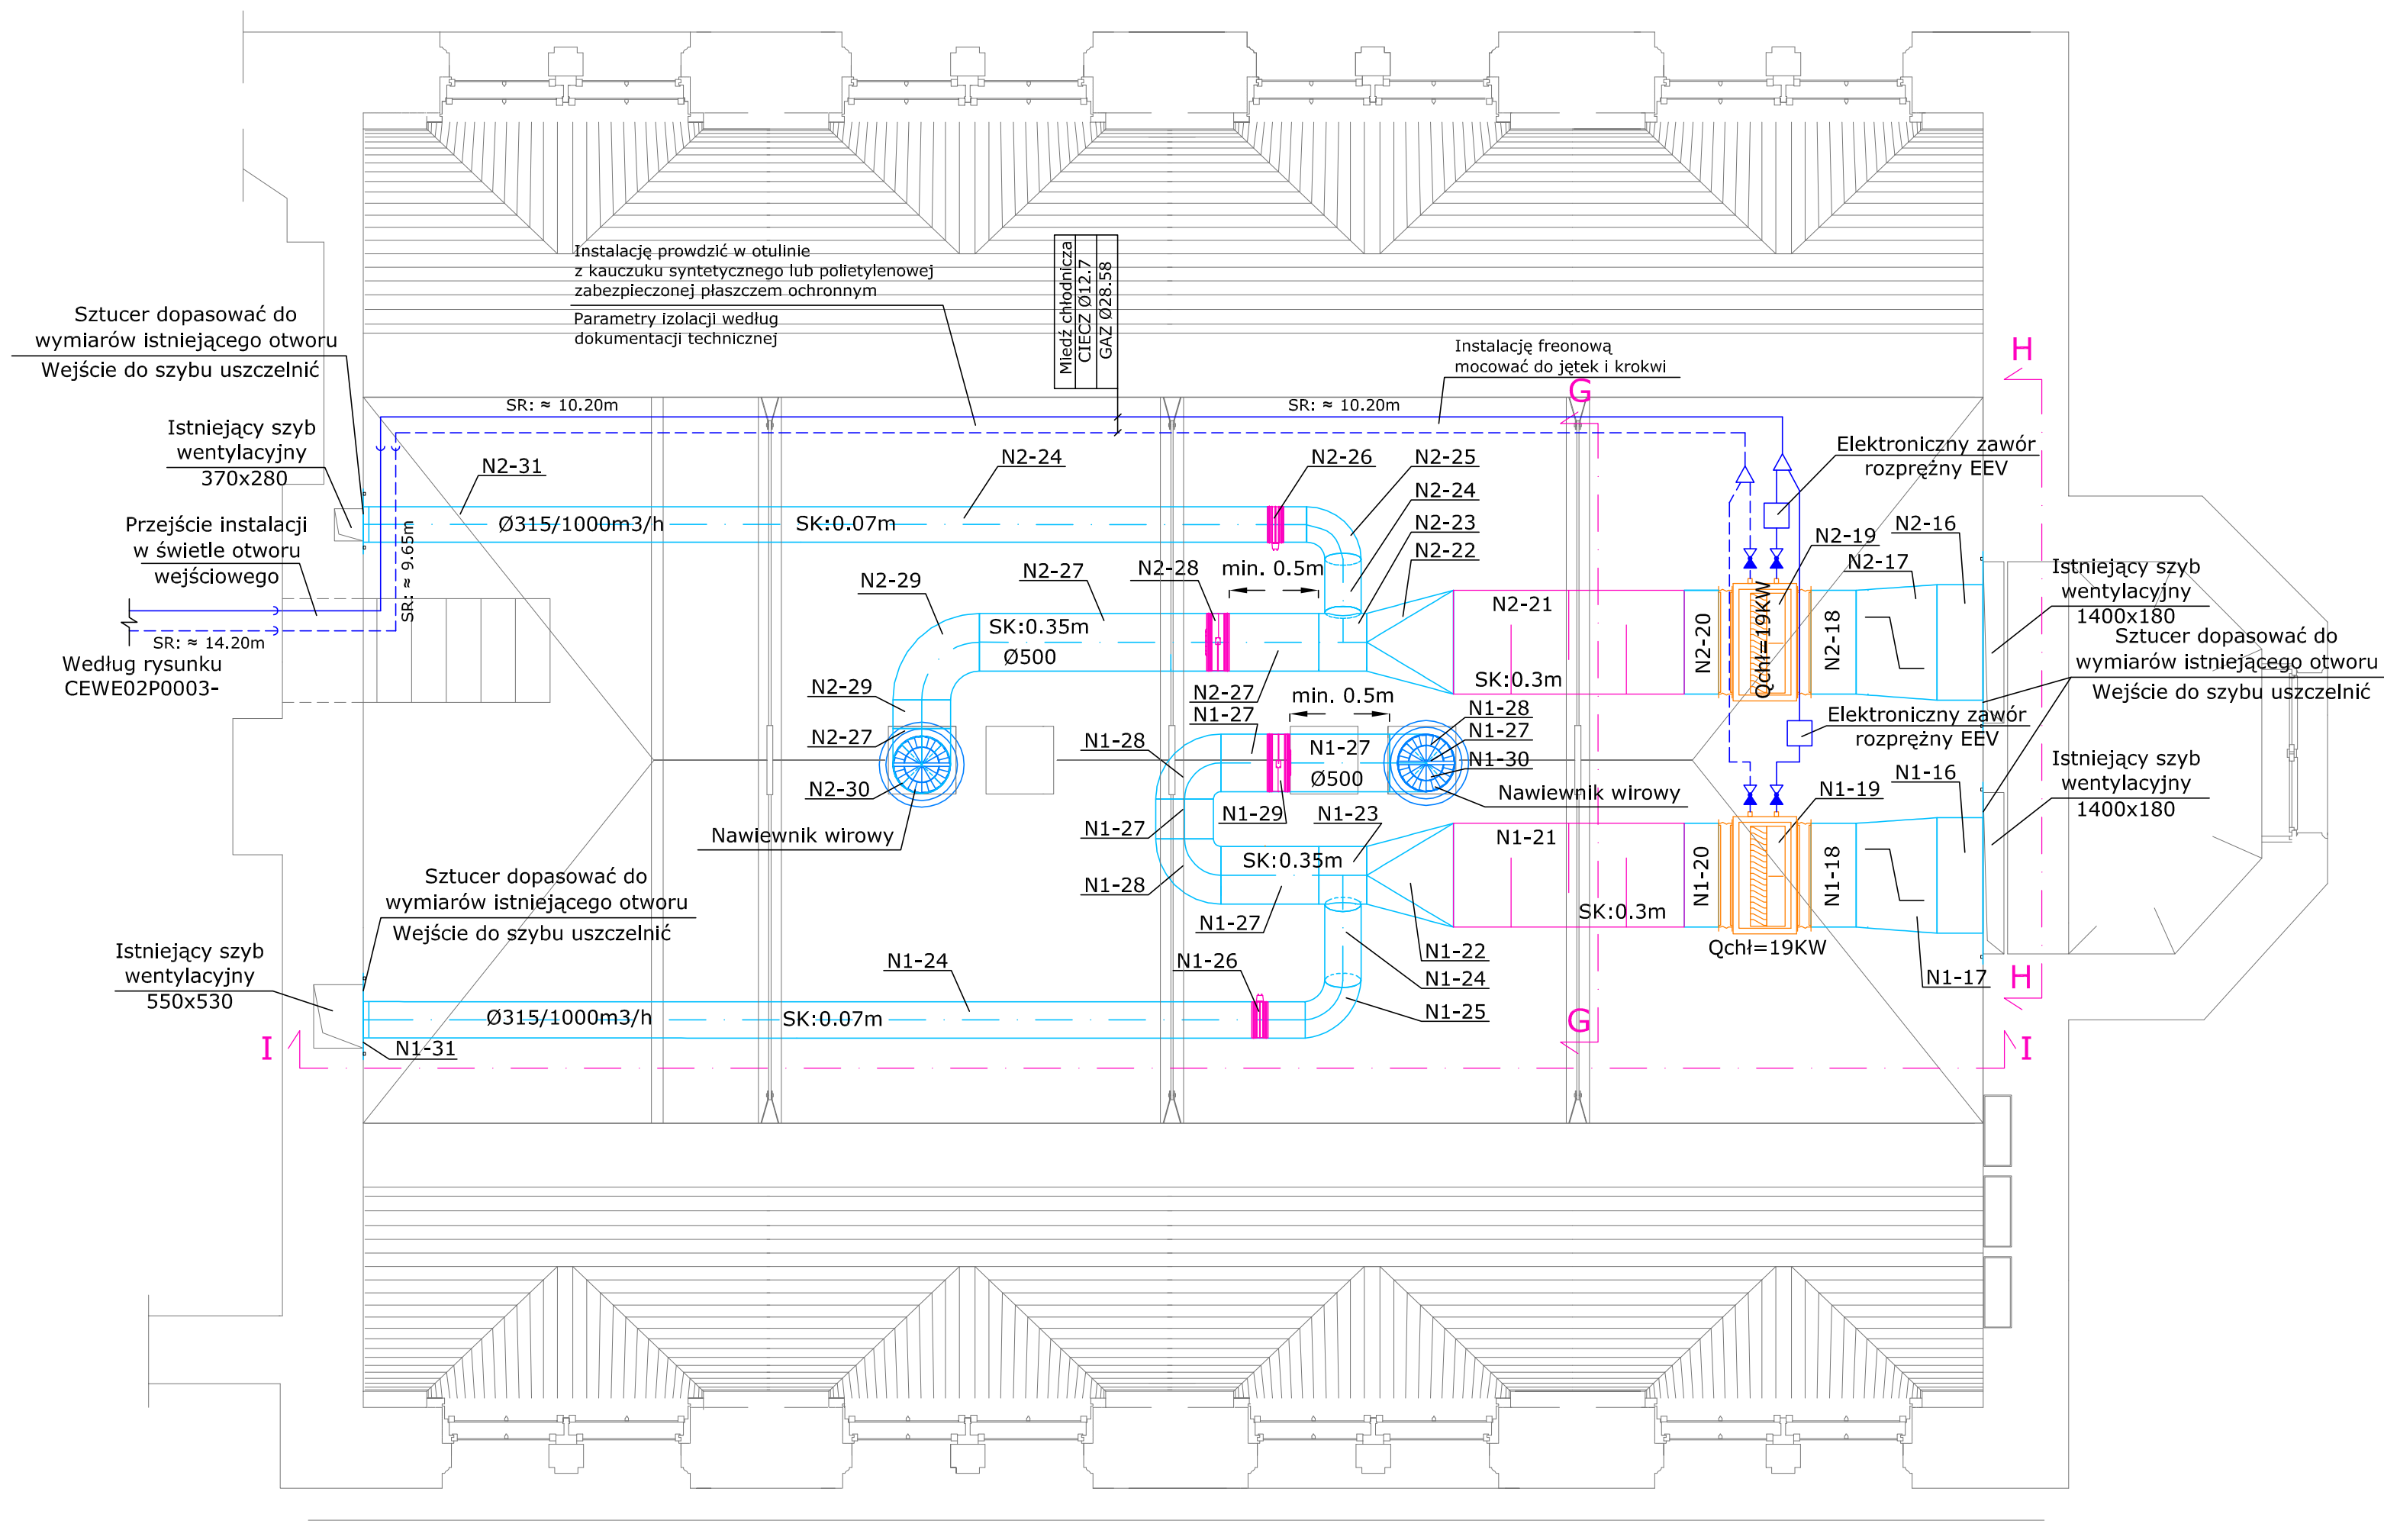 Instalację prowdzić w otulinie
z kauczuku syntetycznego lub polietylenowej
zabezpieczonej płaszczem ochronnym
Parametry izolacji według
dokumentacji technicznej
Miedź chłodnicza
CIECZ Ø12.7
GAZ Ø28.58
Sztucer dopasować do
wymiarów istniejącego otworu
Wejście do szybu uszczelnić
Instalację freonową
mocować do jętek i krokwi
H
G
SR: ≈ 10.20m
SR: ≈ 10.20m
Istniejący szyb
wentylacyjny
370x280
N2-31
N2-24
N2-26
N2-25
N2-24
N2-23
N2-22
Elektroniczny zawór
rozprężny EEV
Przejście instalacji
w świetle otworu
wejściowego
SR: ≈ 9.65m
Ø315/1000m3/h
SK:0.07m
N2-19
N2-16
N2-17
Istniejący szyb
wentylacyjny
1400x180
N2-29
N2-27
N2-28
min. 0.5m
N2-21
N2-20
Qchł=19KW
N2-18
SR: ≈ 14.20m
Według rysunku
CEWE02P0003-
SK:0.35m
Ø500
SK:0.3m
Sztucer dopasować do
wymiarów istniejącego otworu
Wejście do szybu uszczelnić
N2-29
N2-27
N1-27
min. 0.5m
N1-28
N1-27
N1-30
N2-27
N1-28
N1-27
Ø500
Elektroniczny zawór
rozprężny EEV
N2-30
Nawiewnik wirowy
Nawiewnik wirowy
N1-27
N1-29
N1-23
N1-21
N1-19
N1-16
Istniejący szyb
wentylacyjny
1400x180
N1-28
SK:0.35m
N1-20
N1-18
Sztucer dopasować do
wymiarów istniejącego otworu
Wejście do szybu uszczelnić
N1-27
SK:0.3m
Qchł=19KW
Istniejący szyb
wentylacyjny
550x530
N1-24
N1-26
N1-22
N1-24
N1-25
N1-17
H
Ø315/1000m3/h
SK:0.07m
G
I
N1-31
I